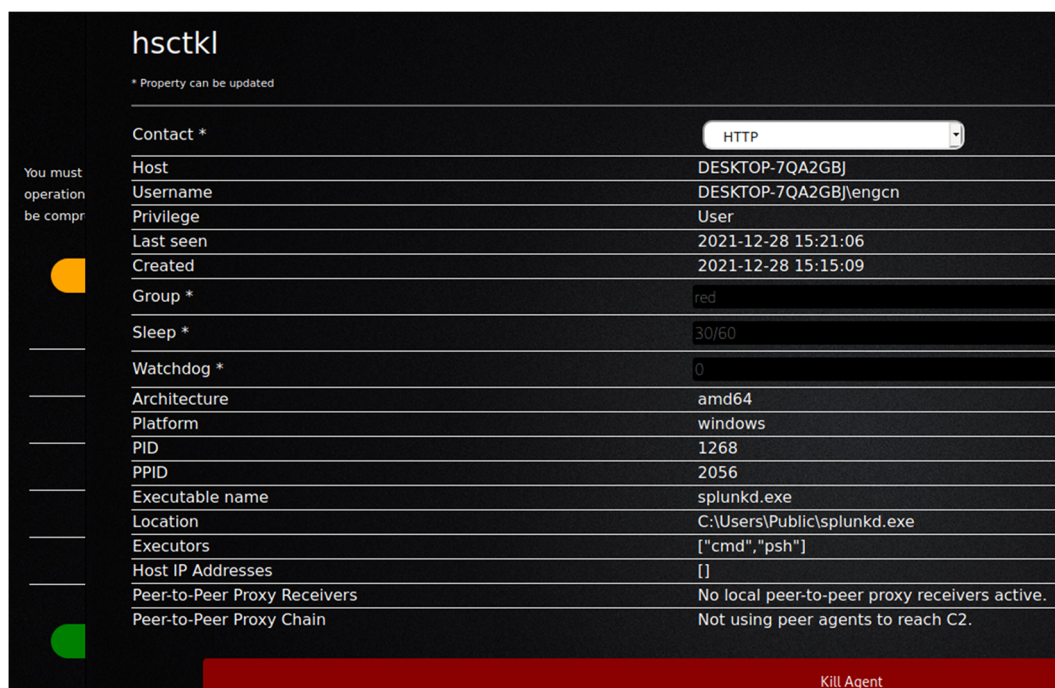 hsctkl
* Property can be updated
Contact * HTTP
You must
operation
be compr
Host DESKTOP-7QA2GBJ
Username DESKTOP-7QA2GBJ\engcn
Privilege User
Last seen 2021-12-28 15:21:06
Created 2021-12-28 15:15:09
Group * red
Sleep * 30/60
Watchdog * 0
Architecture amd64
Platform windows
PID 1268
PPID 2056
Executable name splunkd.exe
Location C:\Users\Public\splunkd.exe
Executors ["cmd","psh"]
Host IP Addresses []
Peer-to-Peer Proxy Receivers No local peer-to-peer proxy receivers active.
Peer-to-Peer Proxy Chain Not using peer agents to reach C2.
Kill Agent